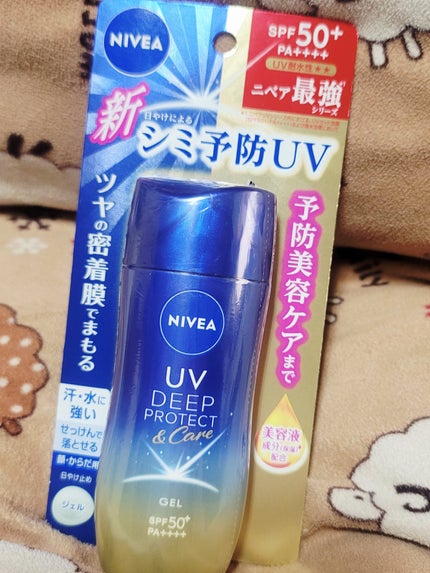 NIVEA
SPF50+
PA++++
UV耐水性★★
ニベア最強
シリーズ
新
日やけによる
シミ予防UV
ツヤの密着膜でまもる
予防美容ケアまで
汗・水に
強い
せっけんで
落とせる
顔・からだ用
日やけ止め
ジェル
美容液
成分(保湿)
配合
NIVEA
UV
DEEP
PROTECT
& Care
GEL
SPF50+
PA++++